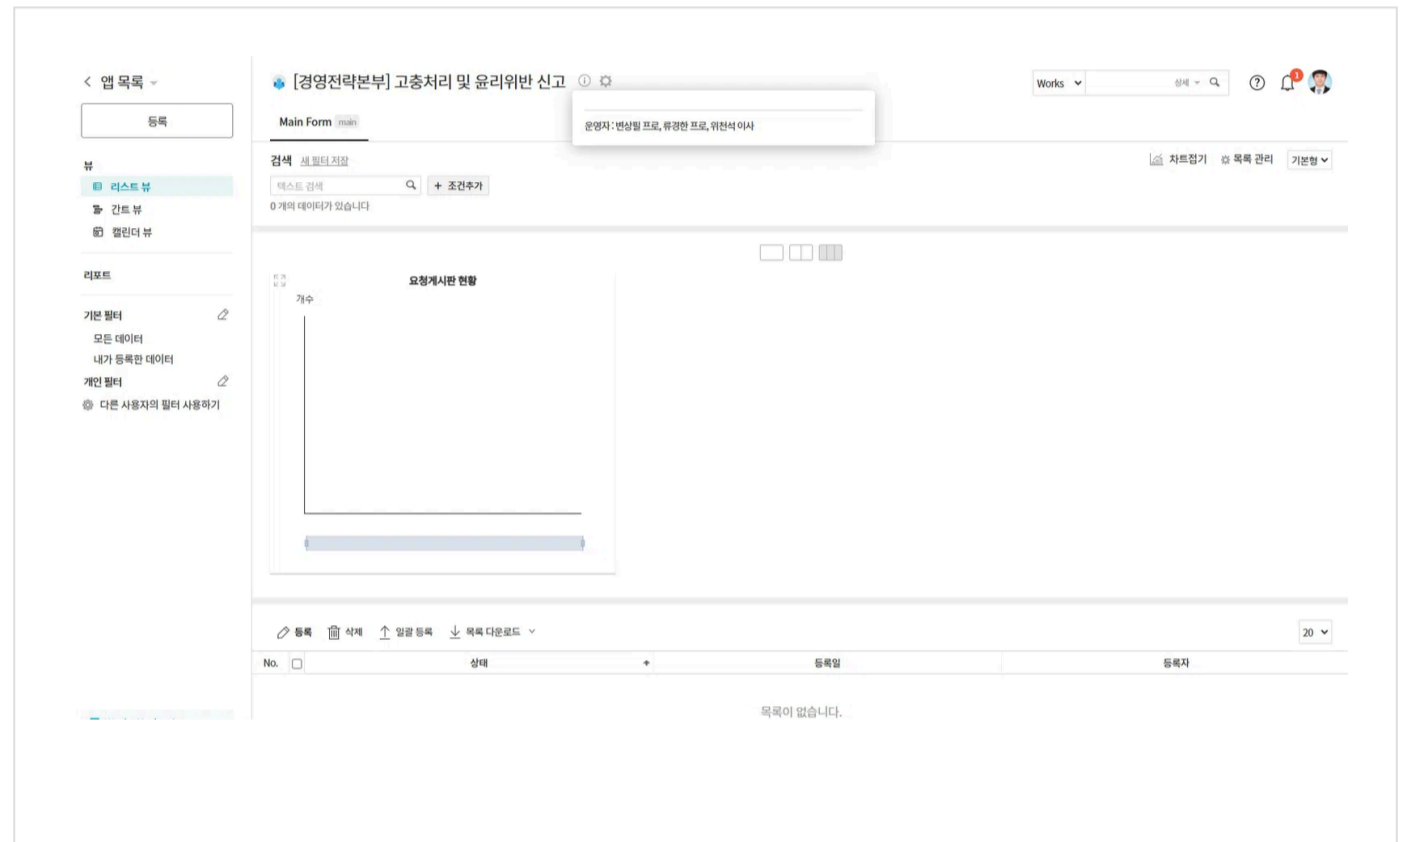 앱 목록
등록
뷰
리스트 뷰
간트 뷰
캘린더 뷰
리포트
기본 필터
모든 데이터
내가 등록한 데이터
개인 필터
다른 사용자의 필터 사용하기
[경영전략본부] 고충처리 및 윤리위반 신고
Works
상세
1
Main Form main
운영자 : 변상필 프로, 류경한 프로, 위천석 이사
검색 새 필터 저장
차트접기 목록 관리 기본형
텍스트 검색
+ 조건추가
0 개의 데이터가 있습니다
요청게시판 현황
개수
등록 삭제 일괄 등록 목록 다운로드
20
No. 상태 + 등록일 등록자
목록이 없습니다.